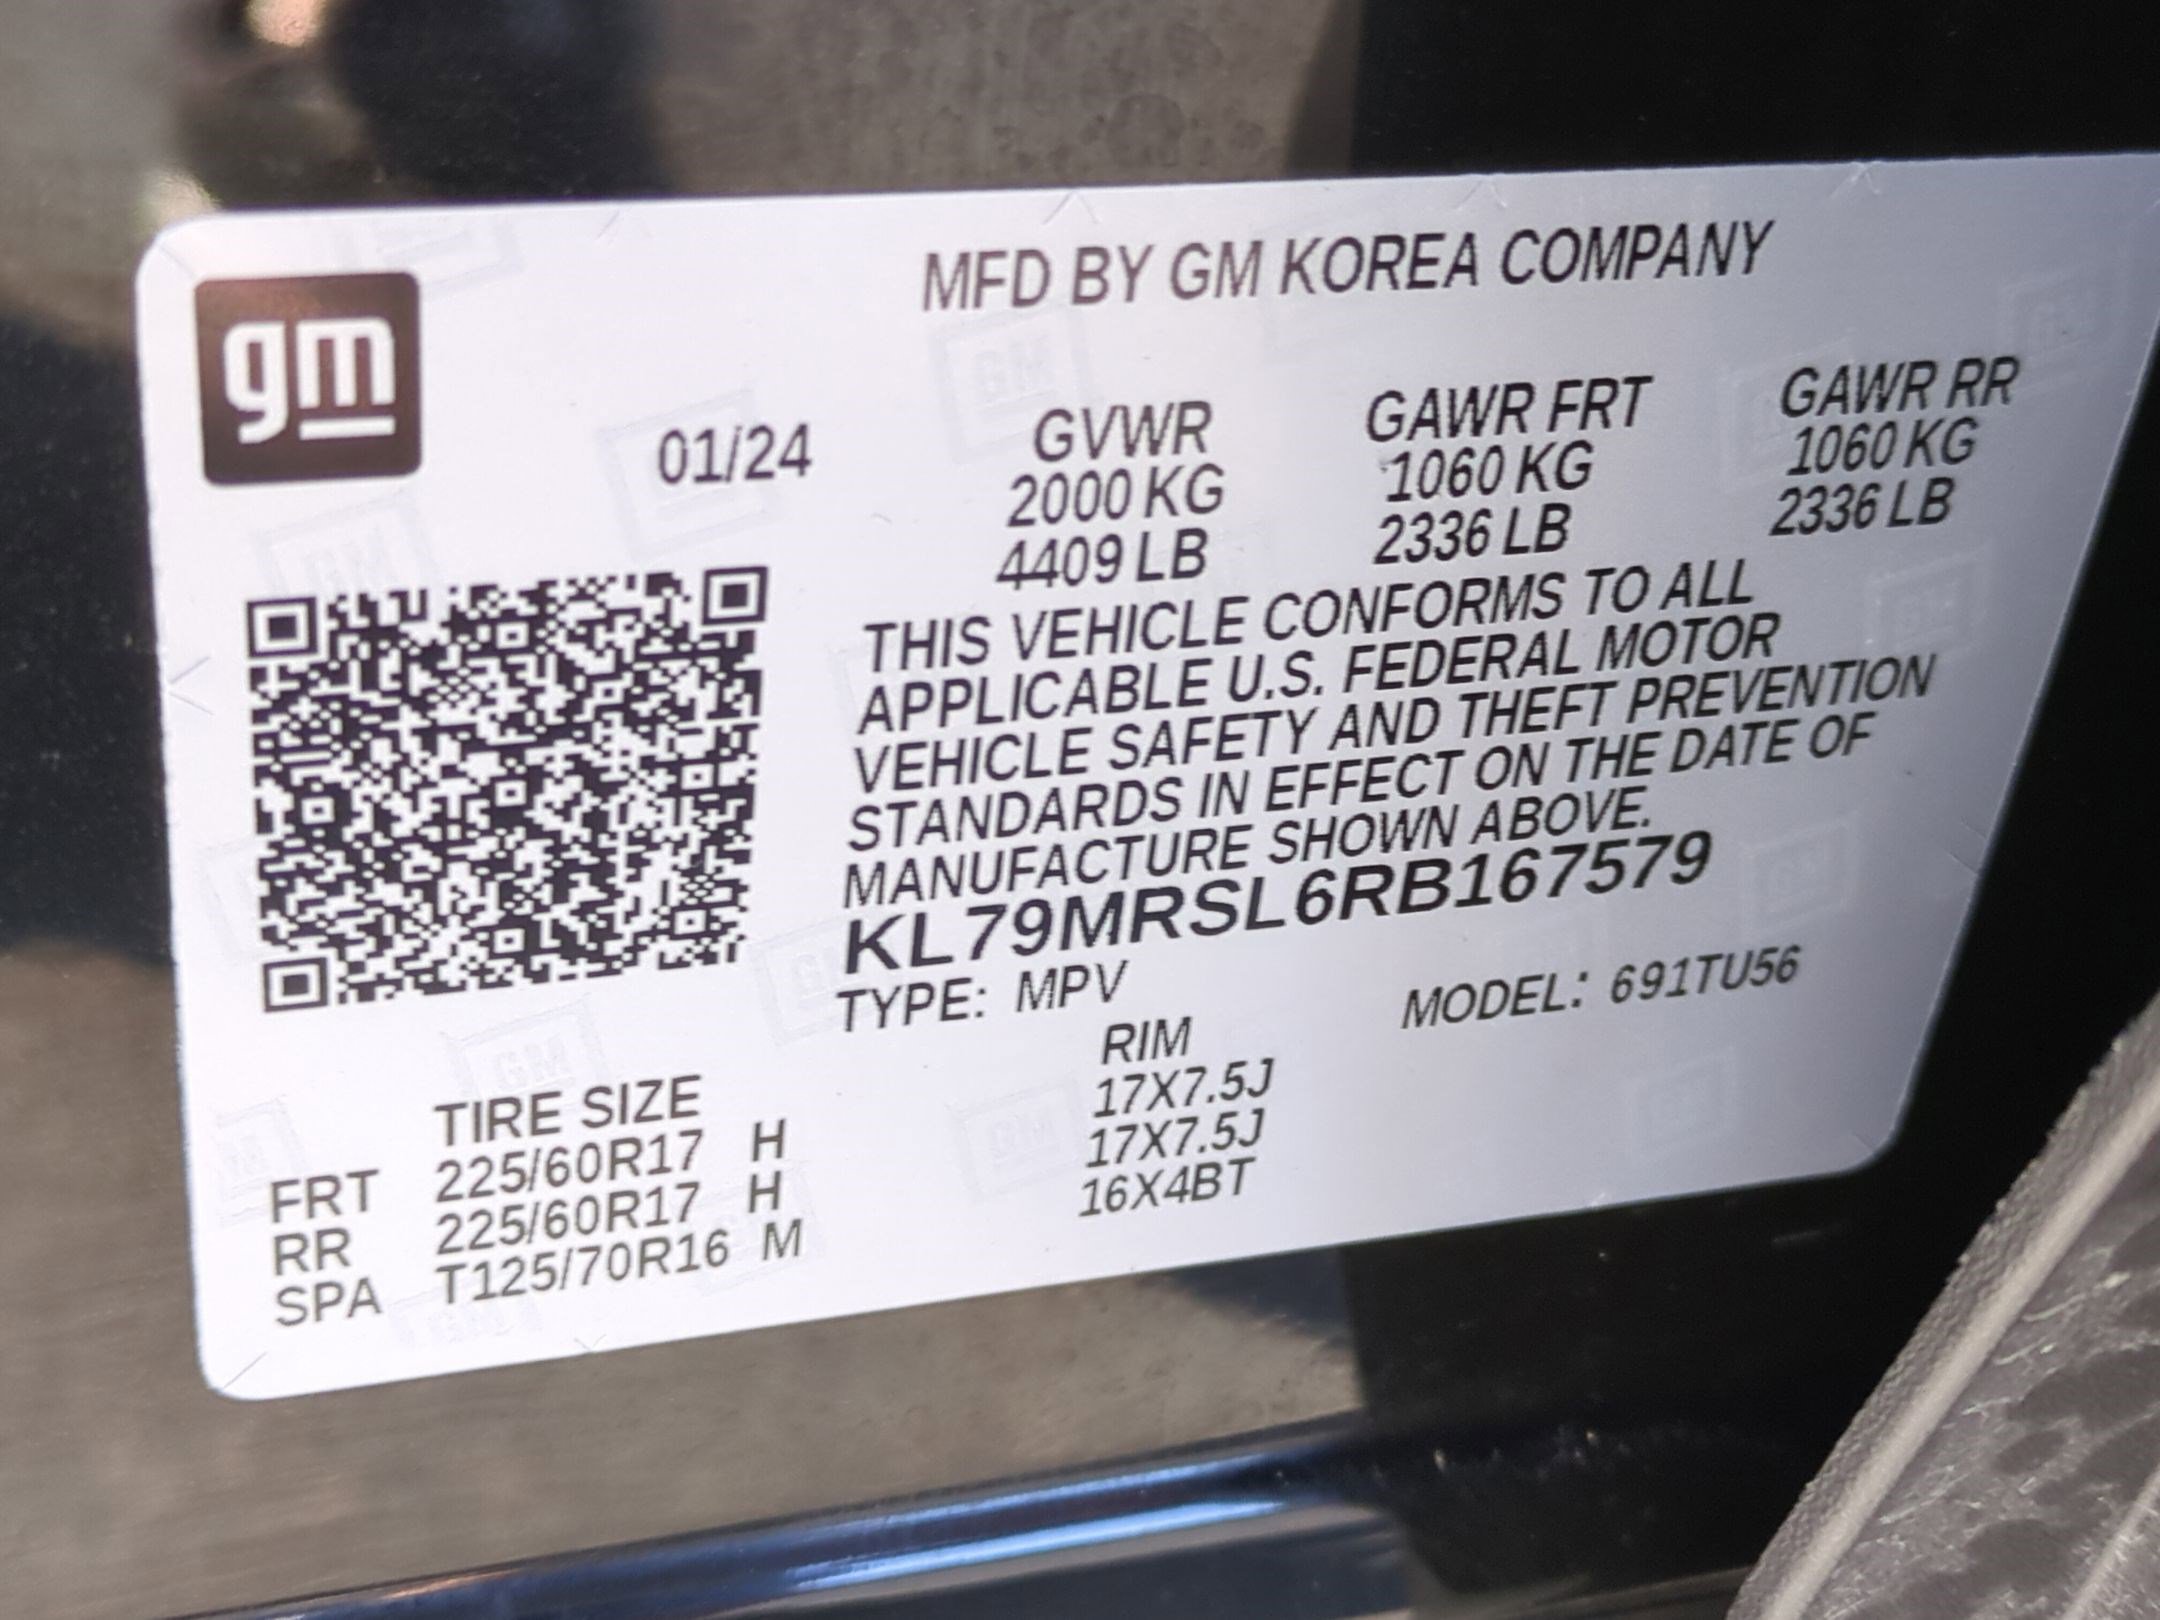 gm
MFD BY GM KOREA COMPANY
01/24
GVWR GAWR FRT GAWR RR
2000 KG 1060 KG 1060 KG
4409 LB 2336 LB 2336 LB
THIS VEHICLE CONFORMS TO ALL
APPLICABLE U.S. FEDERAL MOTOR
VEHICLE SAFETY AND THEFT PREVENTION
STANDARDS IN EFFECT ON THE DATE OF
MANUFACTURE SHOWN ABOVE.
KL79MRSL6RB167579
TYPE: MPV MODEL: 691TU56
TIRE SIZE RIM
FRT 225/60R17 H 17X7.5J
RR 225/60R17 H 17X7.5J
SPA T125/70R16 M 16X4BT